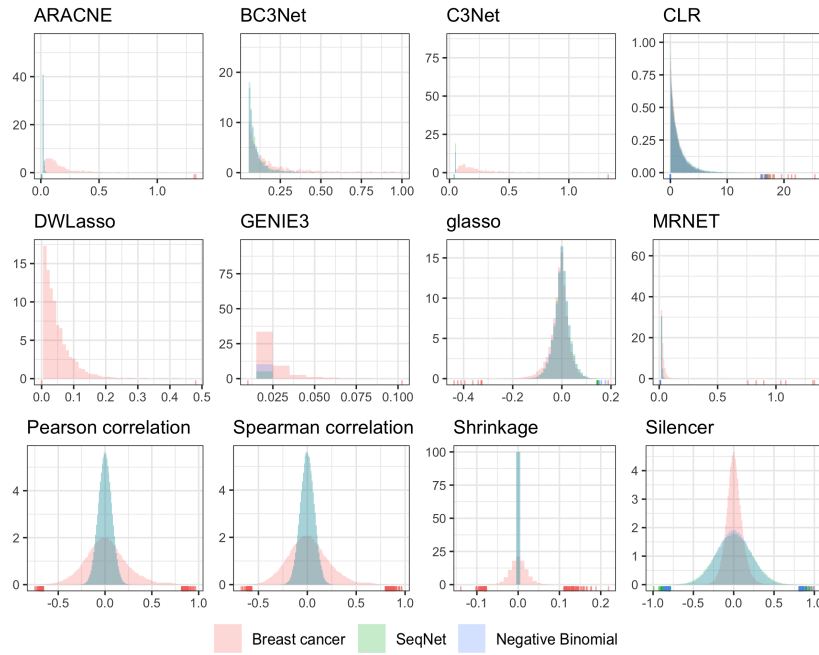 ARACNE BC3Net C3Net CLR
40 20 0
0.0 0.5 1.0
20 10 0
0.25 0.50 0.75 1.00
75 50 25 0
0.0 0.5 1.0
1.00 0.75 0.50 0.25 0.00
0 10 20
DWLasso GENIE3 glasso MRNET
15 10 5 0
0.0 0.1 0.2 0.3 0.4 0.5
75 50 25 0
0.025 0.050 0.075 0.100
15 10 5 0
-0.4 -0.2 0.0 0.2
60 40 20 0
0.0 0.5 1.0
Pearson correlation Spearman correlation Shrinkage Silencer
4 2 0
-0.5 0.0 0.5 1.0
4 2 0
-0.5 0.0 0.5 1.0
100 75 50 25 0
-0.1 0.0 0.1 0.2
4 3 2 1 0
-1.0 -0.5 0.0 0.5 1.0
Breast cancer SeqNet Negative Binomial